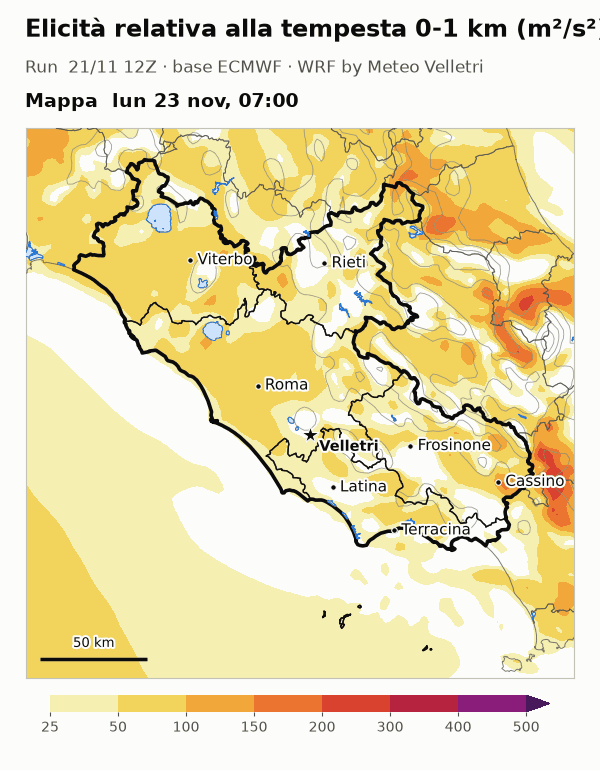 Elicità relativa alla tempesta 0-1 km (m²/s²)
Run  21/11 12Z · base ECMWF · WRF by Meteo Velletri
Mappa  lun 23 nov, 07:00
Viterbo
Rieti
Roma
Velletri
Frosinone
Cassino
Latina
Terracina
50 km
25 50 100 150 200 300 400 500